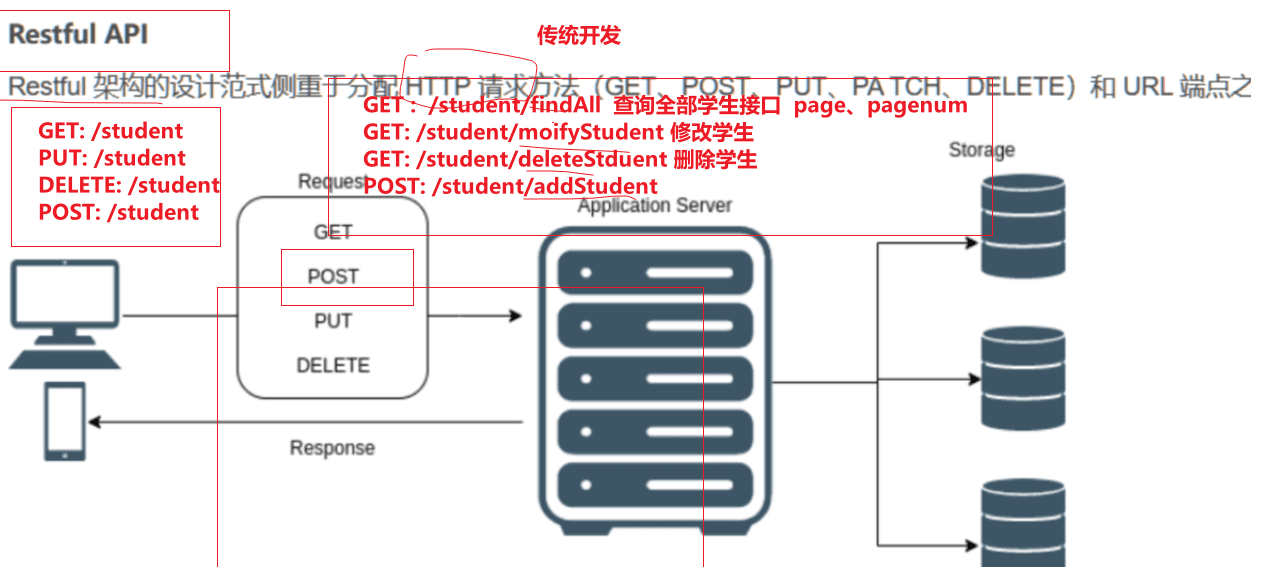 Restful API
传统开发
Restful 架构的设计范式侧重于分配 HTTP 请求方法（GET、POST、PUT、PA TCH、DELETE）和 URL 端点之
GET: /student
PUT: /student
DELETE: /student
POST: /student
GET : /student/findAll 查询全部学生接口 page、pagenum
GET: /student/moifyStudent 修改学生
GET: /student/deleteStduent 删除学生
POST: /student/addStudent
Storage
Request
Application Server
GET
POST
PUT
DELETE
Response